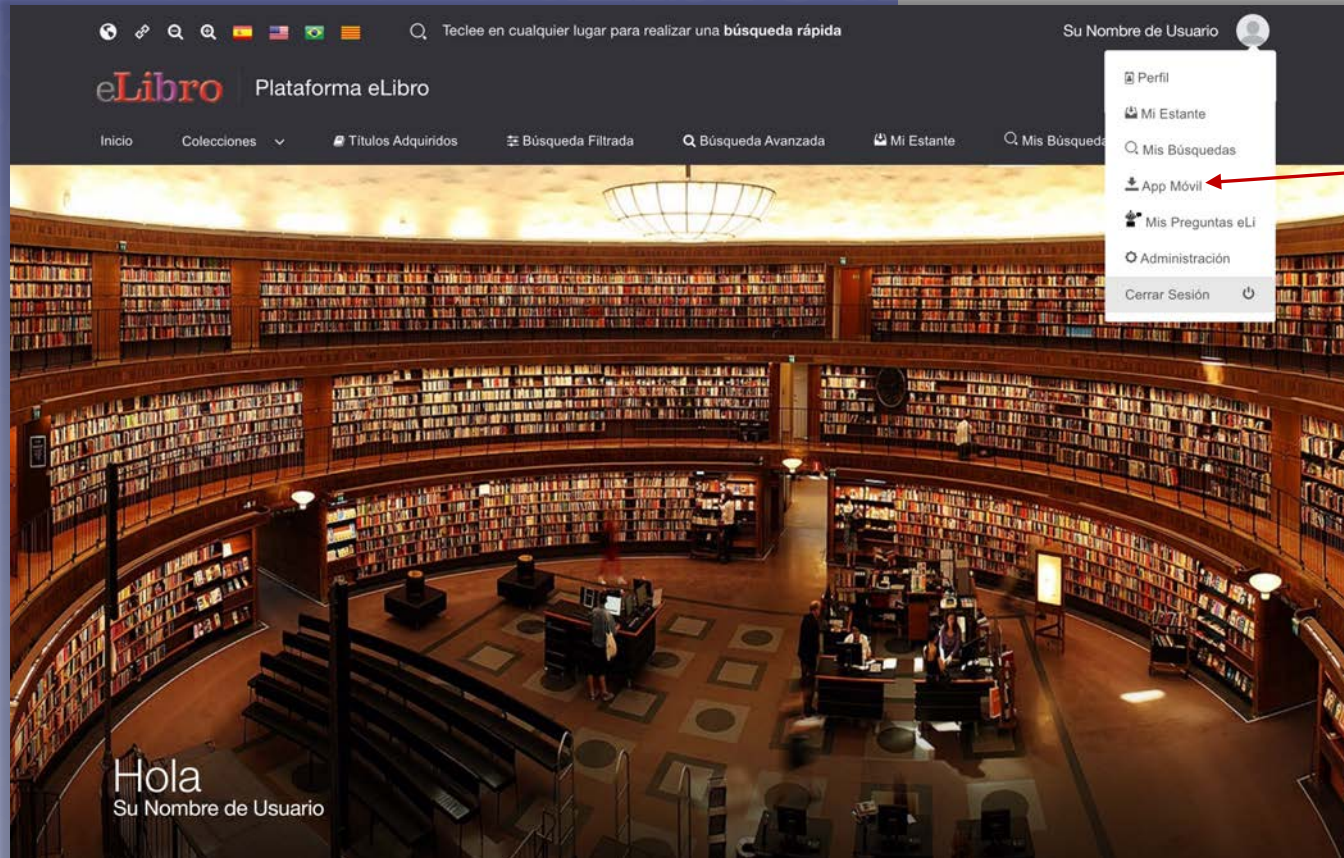 Teclee en cualquier lugar para realizar una búsqueda rápida
Su Nombre de Usuario
eLibro Plataforma eLibro
Inicio Colecciones Títulos Adquiridos Búsqueda Filtrada Búsqueda Avanzada Mi Estante Mis Búsqueda
Perfil
Mi Estante
Mis Búsquedas
App Móvil
Mis Preguntas eLi
Administración
Cerrar Sesión
Hola
Su Nombre de Usuario